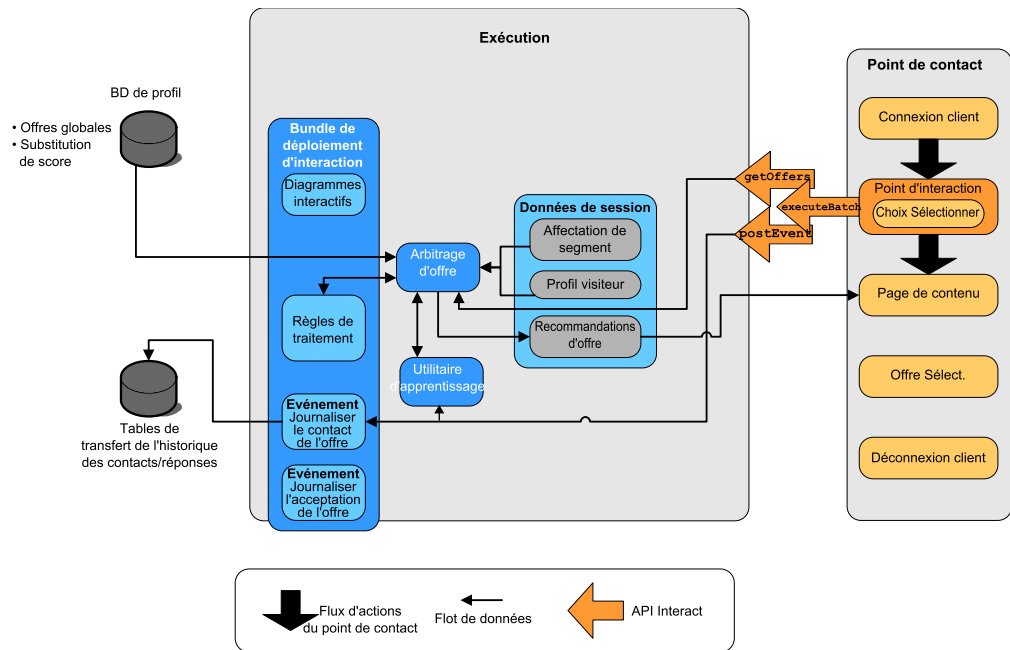 Exécution
BD de profil
• Offres globales
• Substitution
de score
Bundle de
déploiement
d'interaction
Diagrammes
interactifs
Règles de
traitement
Evénement
Journaliser
le contact
de l'offre
Evénement
Journaliser
l'acceptation
de l'offre
Tables de
transfert de l'historique
des contacts/réponses
Arbitrage
d'offre
Utilitaire
d'apprentissage
Données de session
Affectation de
segment
Profil visiteur
Recommandations
d'offre
getOffers
executeBatch
postEvent
Point de contact
Connexion client
Point d'interaction
Choix Sélectionner
Page de contenu
Offre Sélect.
Déconnexion client
Flux d'actions
du point de contact
Flot de données
API Interact